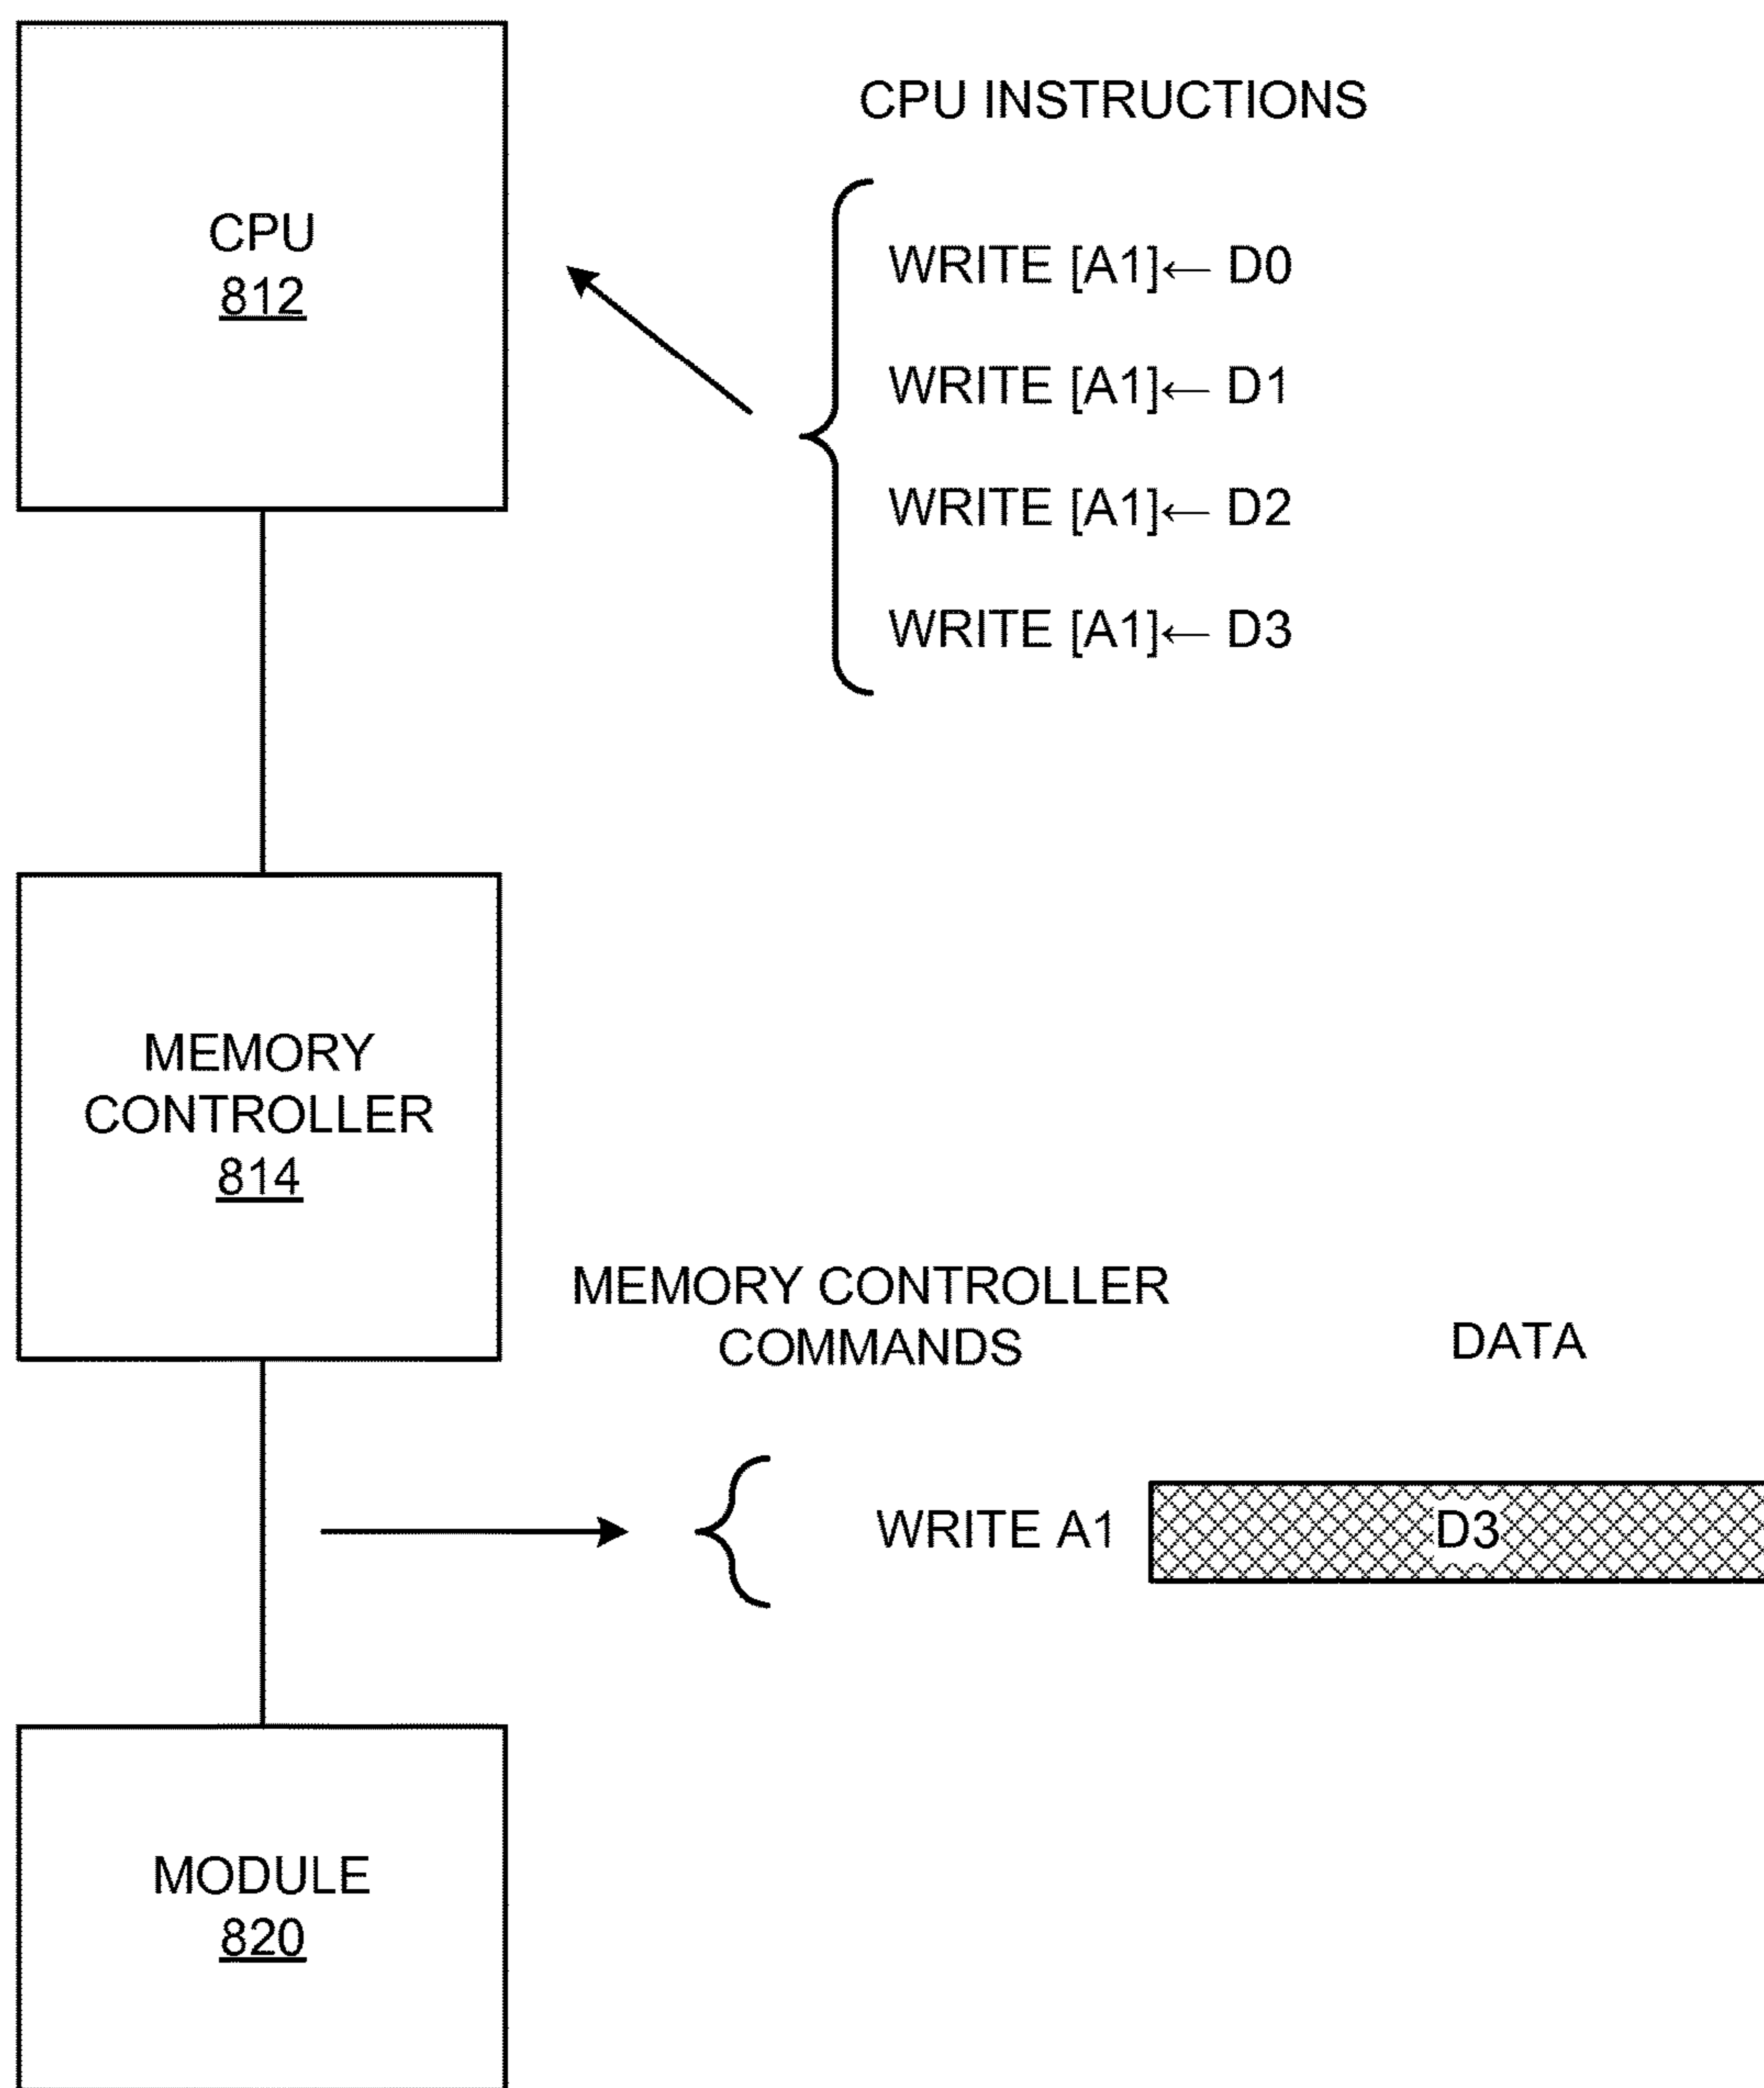 CPU INSTRUCTIONS
CPU
812
WRITE [A1]← D0
WRITE [A1]← D1
WRITE [A1]← D2
WRITE [A1]← D3
MEMORY
CONTROLLER
814
MEMORY CONTROLLER
COMMANDS
DATA
WRITE A1
D3
MODULE
820